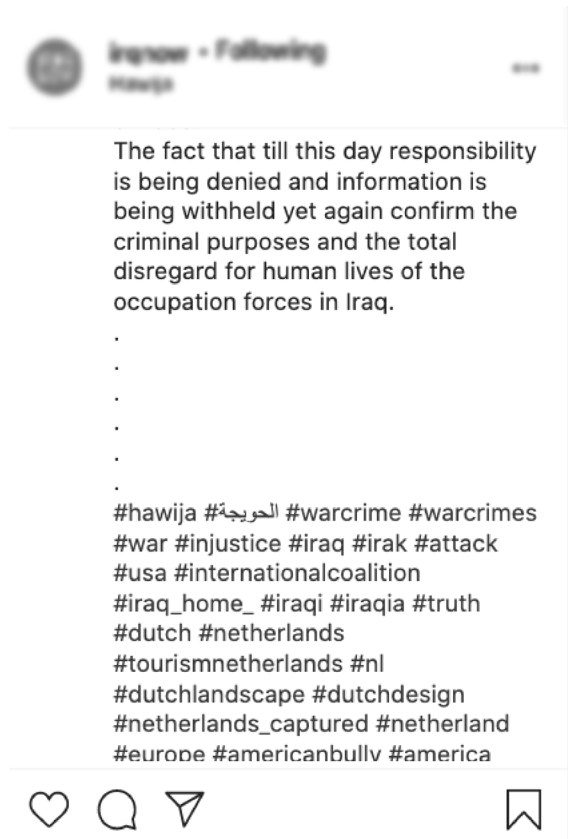 Following
Hawija
The fact that till this day responsibility
is being denied and information is
being withheld yet again confirm the
criminal purposes and the total
disregard for human lives of the
occupation forces in Iraq.
.
.
.
.
.
.
#hawija #الحويجة #warcrime #warcrimes
#war #injustice #iraq #irak #attack
#usa #internationalcoalition
#iraq_home_ #iraqi #iraqia #truth
#dutch #netherlands
#tourismnetherlands #nl
#dutchlandscape #dutchdesign
#netherlands_captured #netherland
#europe #americanbully #america